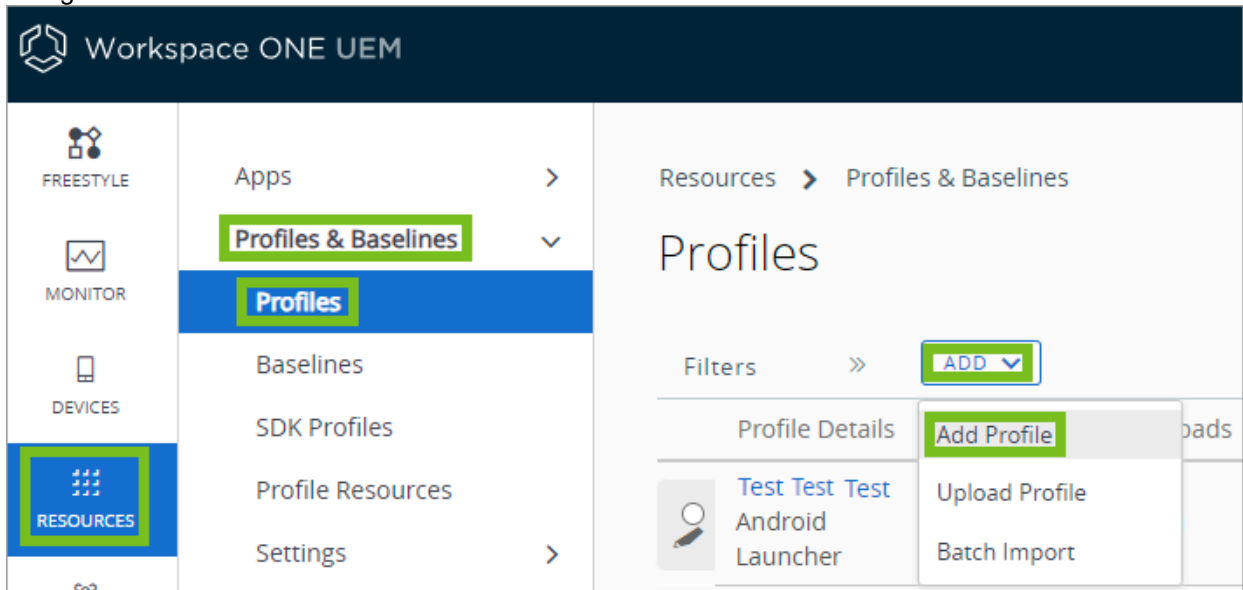 Workspace ONE UEM
FREESTYLE
MONITOR
DEVICES
RESOURCES
Apps
Profiles & Baselines
Profiles
Baselines
SDK Profiles
Profile Resources
Settings
Resources > Profiles & Baselines
Profiles
Filters » ADD
Profile Details
Add Profile
Upload Profile
Batch Import
Test Test Test
Android
Launcher